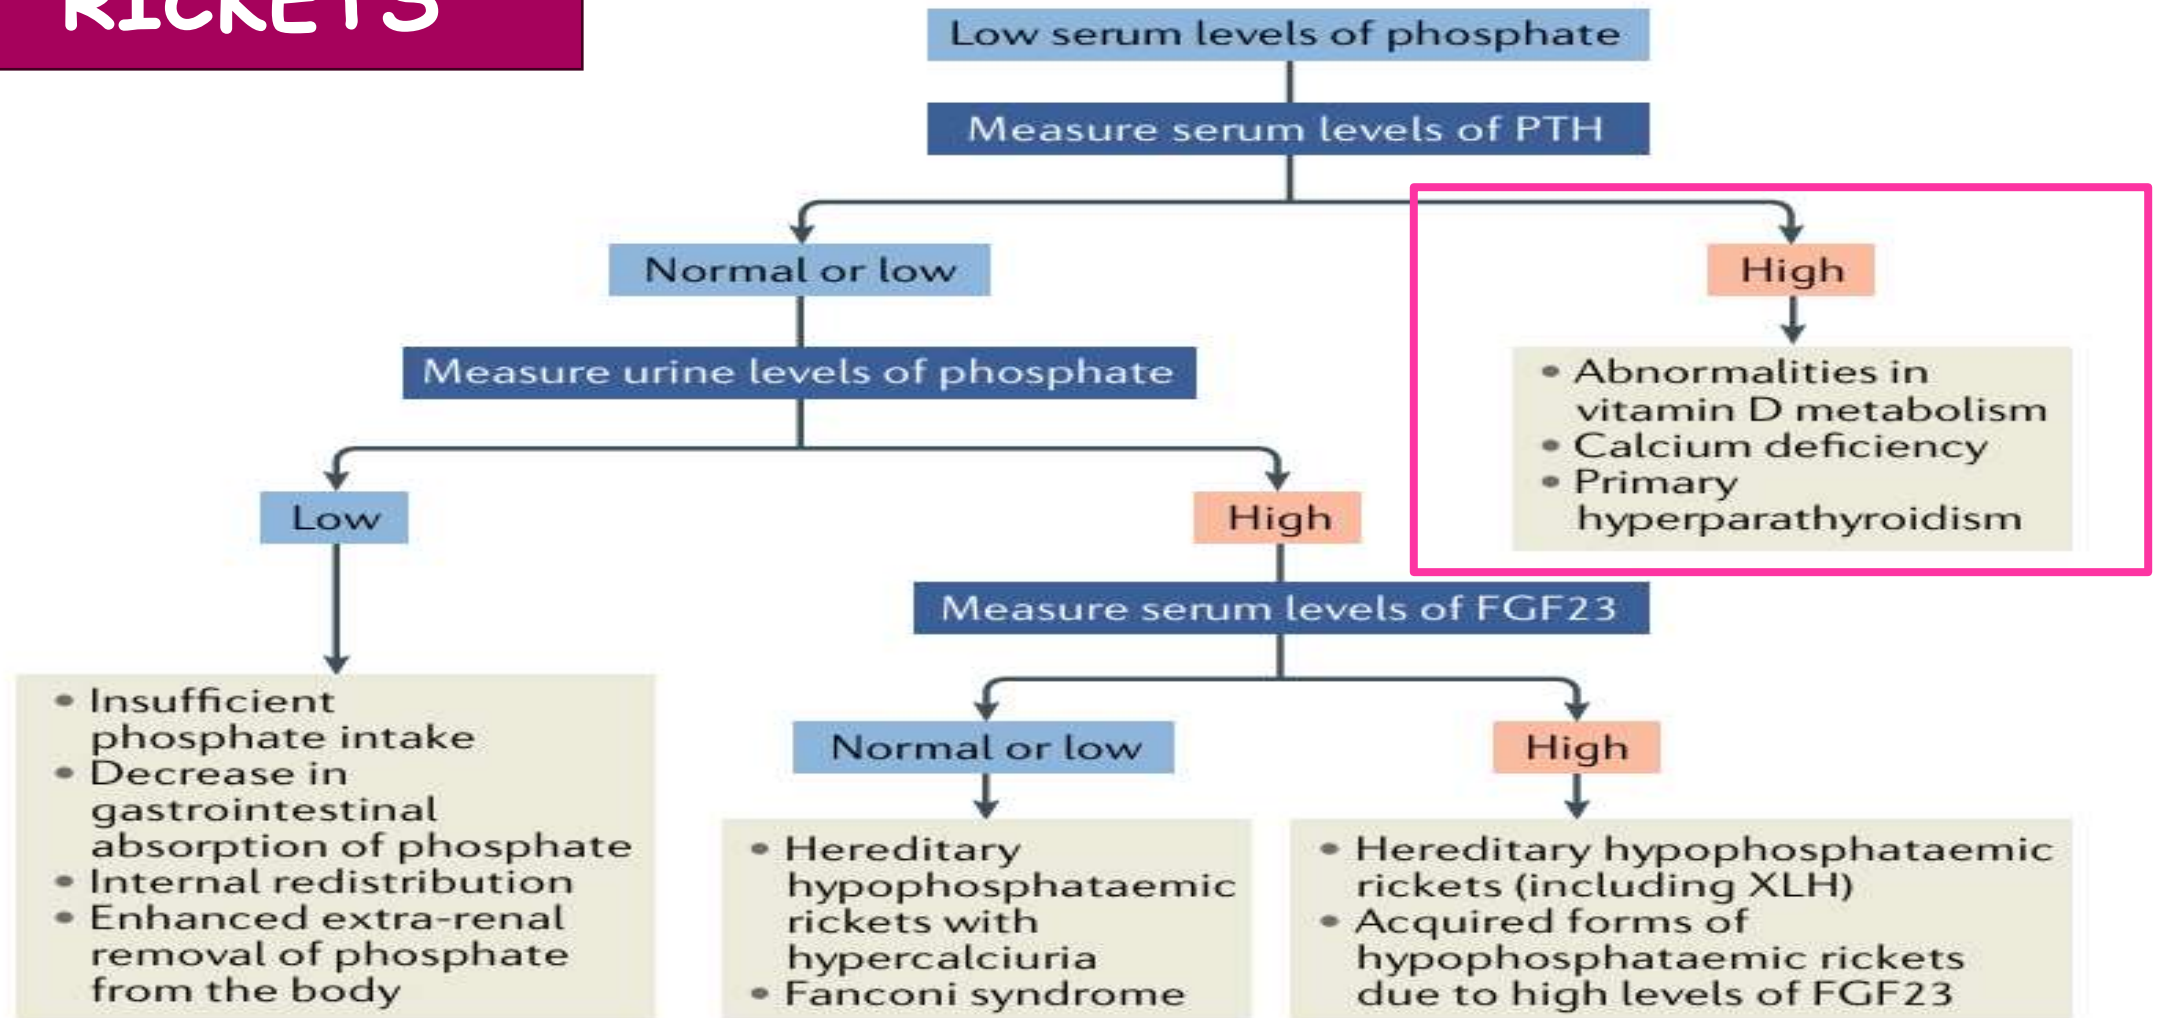 RICKETS
Low serum levels of phosphate
Measure serum levels of PTH
Normal or low
High
Measure urine levels of phosphate
• Abnormalities in
vitamin D metabolism
• Calcium deficiency
• Primary
hyperparathyroidism
Low
High
Measure serum levels of FGF23
• Insufficient
phosphate intake
• Decrease in
gastrointestinal
absorption of phosphate
• Internal redistribution
• Enhanced extra-renal
removal of phosphate
from the body
Normal or low
High
• Hereditary
hypophosphataemic
rickets with
hypercalciuria
• Fanconi syndrome
• Hereditary hypophosphataemic
rickets (including XLH)
• Acquired forms of
hypophosphataemic rickets
due to high levels of FGF23